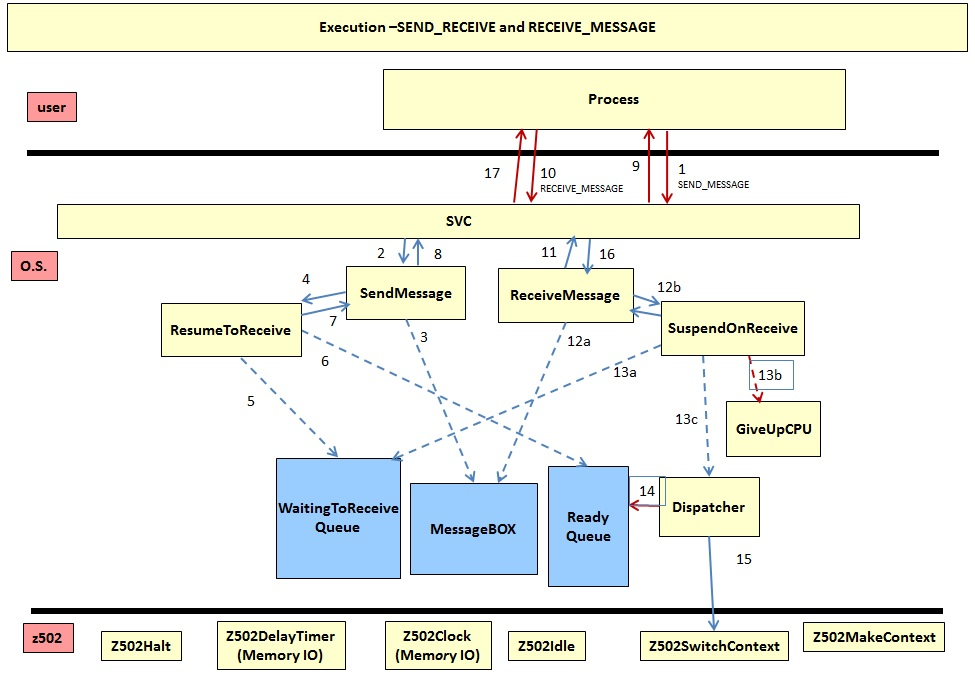 Execution –SEND_RECEIVE and RECEIVE_MESSAGE
Process
user
17
10
RECEIVE_MESSAGE
9
1
SEND_MESSAGE
SVC
O.S.
2
8
11
16
SendMessage
ReceiveMessage
4
7
12b
ResumeToReceive
SuspendOnReceive
3
12a
6
13a
13b
5
13c
GiveUpCPU
WaitingToReceive
Queue
MessageBOX
Ready
Queue
14
Dispatcher
15
z502
Z502Halt
Z502DelayTimer
(Memory IO)
Z502Clock
(Memory IO)
Z502Idle
Z502SwitchContext
Z502MakeContext